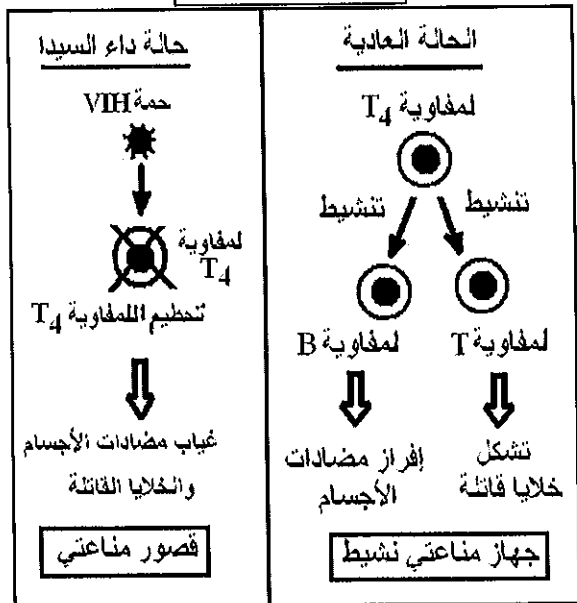 الحالة العادية
لمفاوية T4
تنشيط
تنشيط
لمفاوية T
لمفاوية B
تشكل
خلايا قاتلة
إفراز مضادات
الأجسام
جهاز مناعتي نشيط
حالة داء السيدا
حمة VIH
لمفاوية
T4
تحطيم اللمفاوية T4
غياب مضادات الأجسام
والخلايا القاتلة
قصور مناعتي